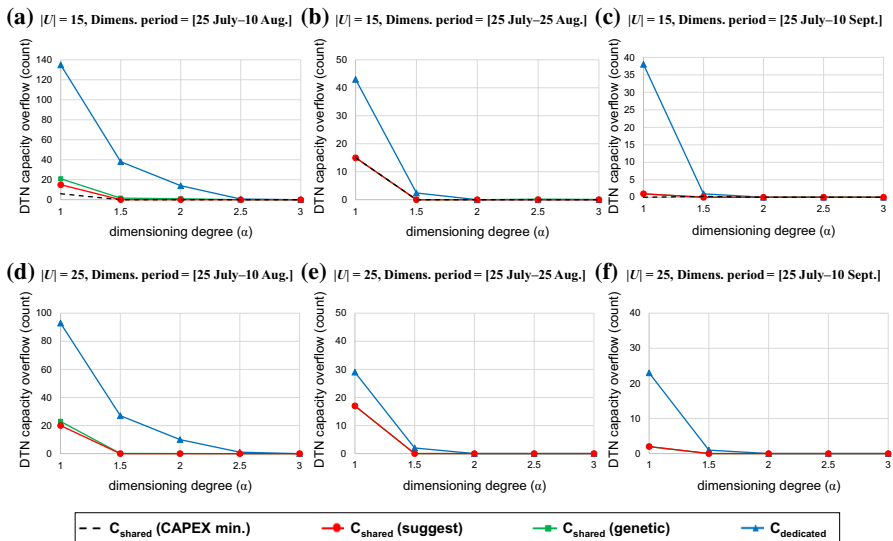 (a) |U| = 15, Dimens. period = [25 July–10 Aug.]
DTN capacity overflow (count)
140
120
100
80
60
40
20
0
1 1.5 2 2.5 3
dimensioning degree (α)
(b) |U| = 15, Dimens. period = [25 July–25 Aug.]
DTN capacity overflow (count)
50
40
30
20
10
0
1 1.5 2 2.5 3
dimensioning degree (α)
(c) |U| = 15, Dimens. period = [25 July–10 Sept.]
DTN capacity overflow (count)
40
35
30
25
20
15
10
5
0
1 1.5 2 2.5 3
dimensioning degree (α)
(d) |U| = 25, Dimens. period = [25 July–10 Aug.]
DTN capacity overflow (count)
100
80
60
40
20
0
1 1.5 2 2.5 3
dimensioning degree (α)
(e) |U| = 25, Dimens. period = [25 July–25 Aug.]
DTN capacity overflow (count)
50
40
30
20
10
0
1 1.5 2 2.5 3
dimensioning degree (α)
(f) |U| = 25, Dimens. period = [25 July–10 Sept.]
DTN capacity overflow (count)
40
30
20
10
0
1 1.5 2 2.5 3
dimensioning degree (α)
Cshared (CAPEX min.) Cshared (suggest) Cshared (genetic) Cdedicated